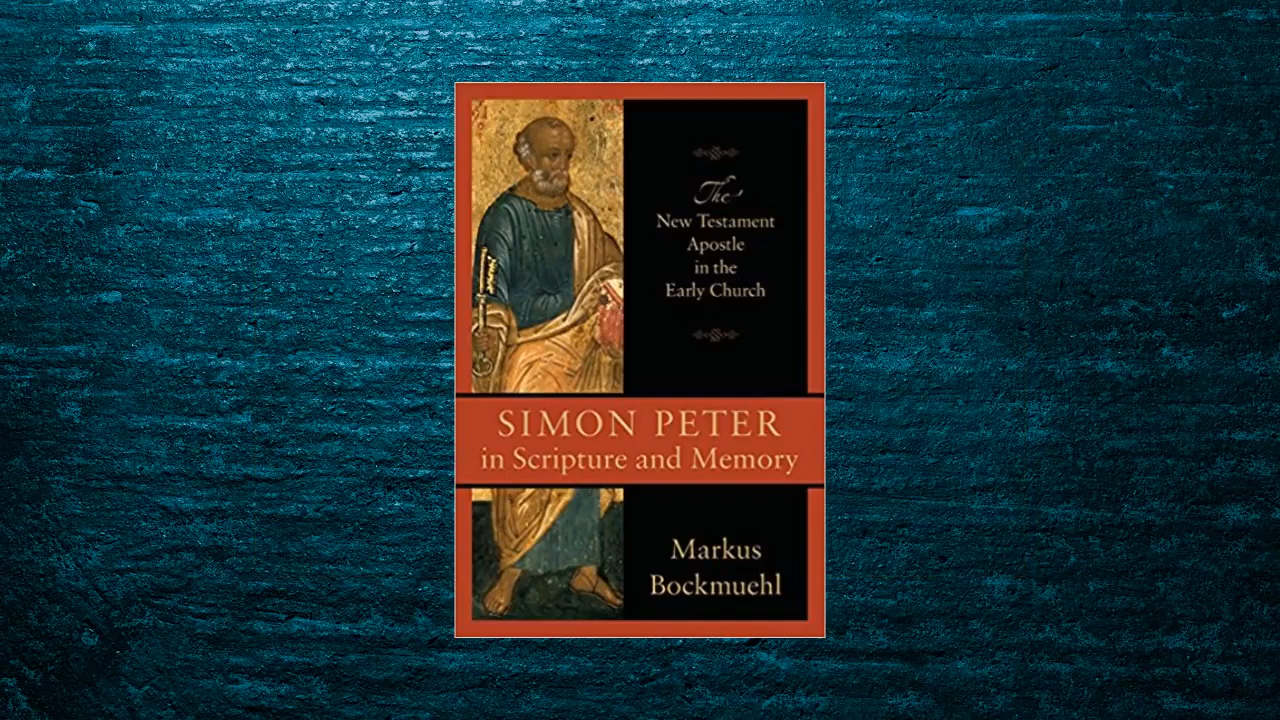 The
New Testament
Apostle
in the
Early Church
SIMON PETER
in Scripture and Memory
Markus
Bockmuehl